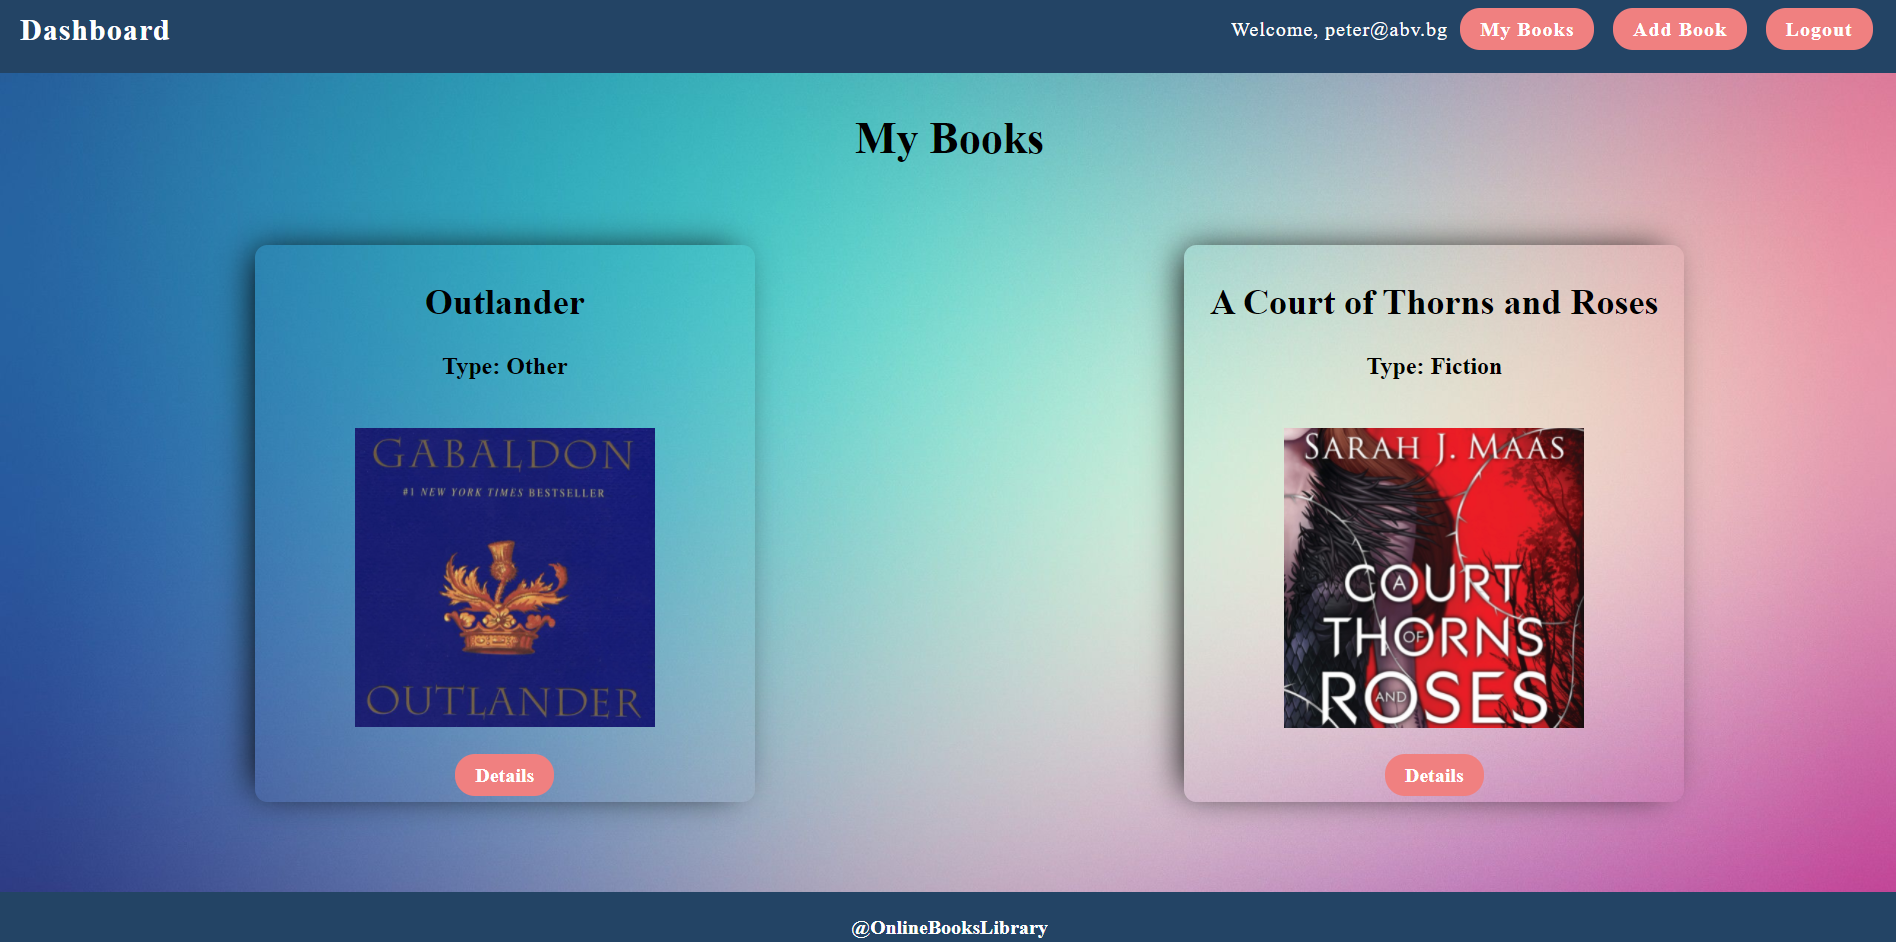 Dashboard
Welcome, peter@abv.bg
My Books
Add Book
Logout
My Books
Outlander
Type: Other
GABALDON
#1 NEW YORK TIMES BESTSELLER
OUTLANDER
Details
A Court of Thorns and Roses
Type: Fiction
SARAH J. MAAS
A
COURT
OF
THORNS
AND
ROSES
Details
@OnlineBooksLibrary